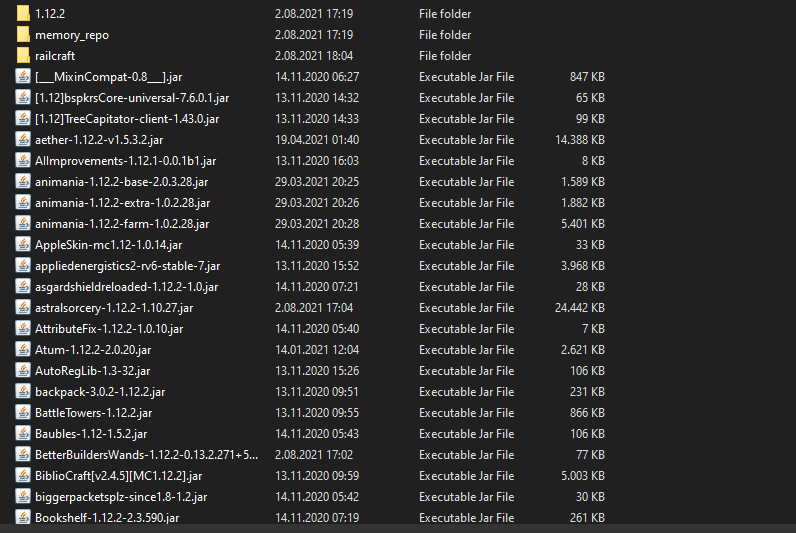 1.12.2 2.08.2021 17:19 File folder
memory_repo 2.08.2021 17:19 File folder
railcraft 2.08.2021 18:04 File folder
[___MixinCompat-0.8___].jar 14.11.2020 06:27 Executable Jar File 847 KB
[1.12]bspkrsCore-universal-7.6.0.1.jar 13.11.2020 14:32 Executable Jar File 65 KB
[1.12]TreeCapitator-client-1.43.0.jar 13.11.2020 14:33 Executable Jar File 99 KB
aether-1.12.2-v1.5.3.2.jar 19.04.2021 01:40 Executable Jar File 14.388 KB
AIImprovements-1.12.1-0.0.1b1.jar 13.11.2020 16:03 Executable Jar File 8 KB
animania-1.12.2-base-2.0.3.28.jar 29.03.2021 20:25 Executable Jar File 1.589 KB
animania-1.12.2-extra-1.0.2.28.jar 29.03.2021 20:26 Executable Jar File 1.882 KB
animania-1.12.2-farm-1.0.2.28.jar 29.03.2021 20:28 Executable Jar File 5.401 KB
AppleSkin-mc1.12-1.0.14.jar 14.11.2020 05:39 Executable Jar File 33 KB
appliedenergistics2-rv6-stable-7.jar 13.11.2020 15:52 Executable Jar File 3.968 KB
asgardshieldreloaded-1.12.2-1.0.jar 14.11.2020 07:21 Executable Jar File 28 KB
astralsorcery-1.12.2-1.10.27.jar 2.08.2021 17:04 Executable Jar File 24.442 KB
AttributeFix-1.12.2-1.0.10.jar 14.11.2020 05:40 Executable Jar File 7 KB
Atum-1.12.2-2.0.20.jar 14.01.2021 12:04 Executable Jar File 2.621 KB
AutoRegLib-1.3-32.jar 13.11.2020 15:26 Executable Jar File 106 KB
backpack-3.0.2-1.12.2.jar 13.11.2020 09:51 Executable Jar File 231 KB
BattleTowers-1.12.2.jar 13.11.2020 09:55 Executable Jar File 866 KB
Baubles-1.12-1.5.2.jar 14.11.2020 05:43 Executable Jar File 106 KB
BetterBuildersWands-1.12.2-0.13.2.271+5... 2.08.2021 17:02 Executable Jar File 77 KB
BiblioCraft[v2.4.5][MC1.12.2].jar 13.11.2020 09:59 Executable Jar File 5.003 KB
biggerpacketsplz-since1.8-1.2.jar 14.11.2020 05:42 Executable Jar File 30 KB
Bookshelf-1.12.2-2.3.590.jar 14.11.2020 07:19 Executable Jar File 261 KB